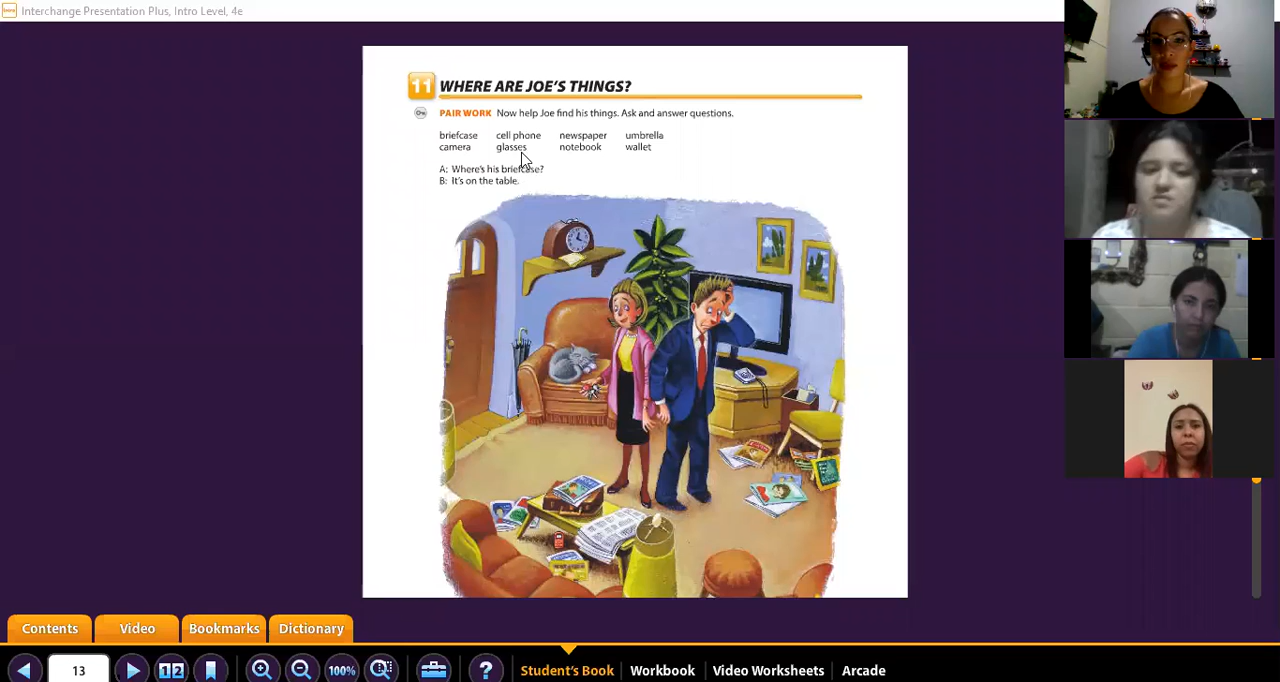 Interchange Presentation Plus, Intro Level, 4e
11 WHERE ARE JOE'S THINGS?
PAIR WORK Now help Joe find his things. Ask and answer questions.
briefcase cell phone newspaper umbrella
camera glasses notebook wallet
A: Where's his briefcase?
B: It's on the table.
Contents Video Bookmarks Dictionary
13 12 100% ? Student's Book Workbook Video Worksheets Arcade